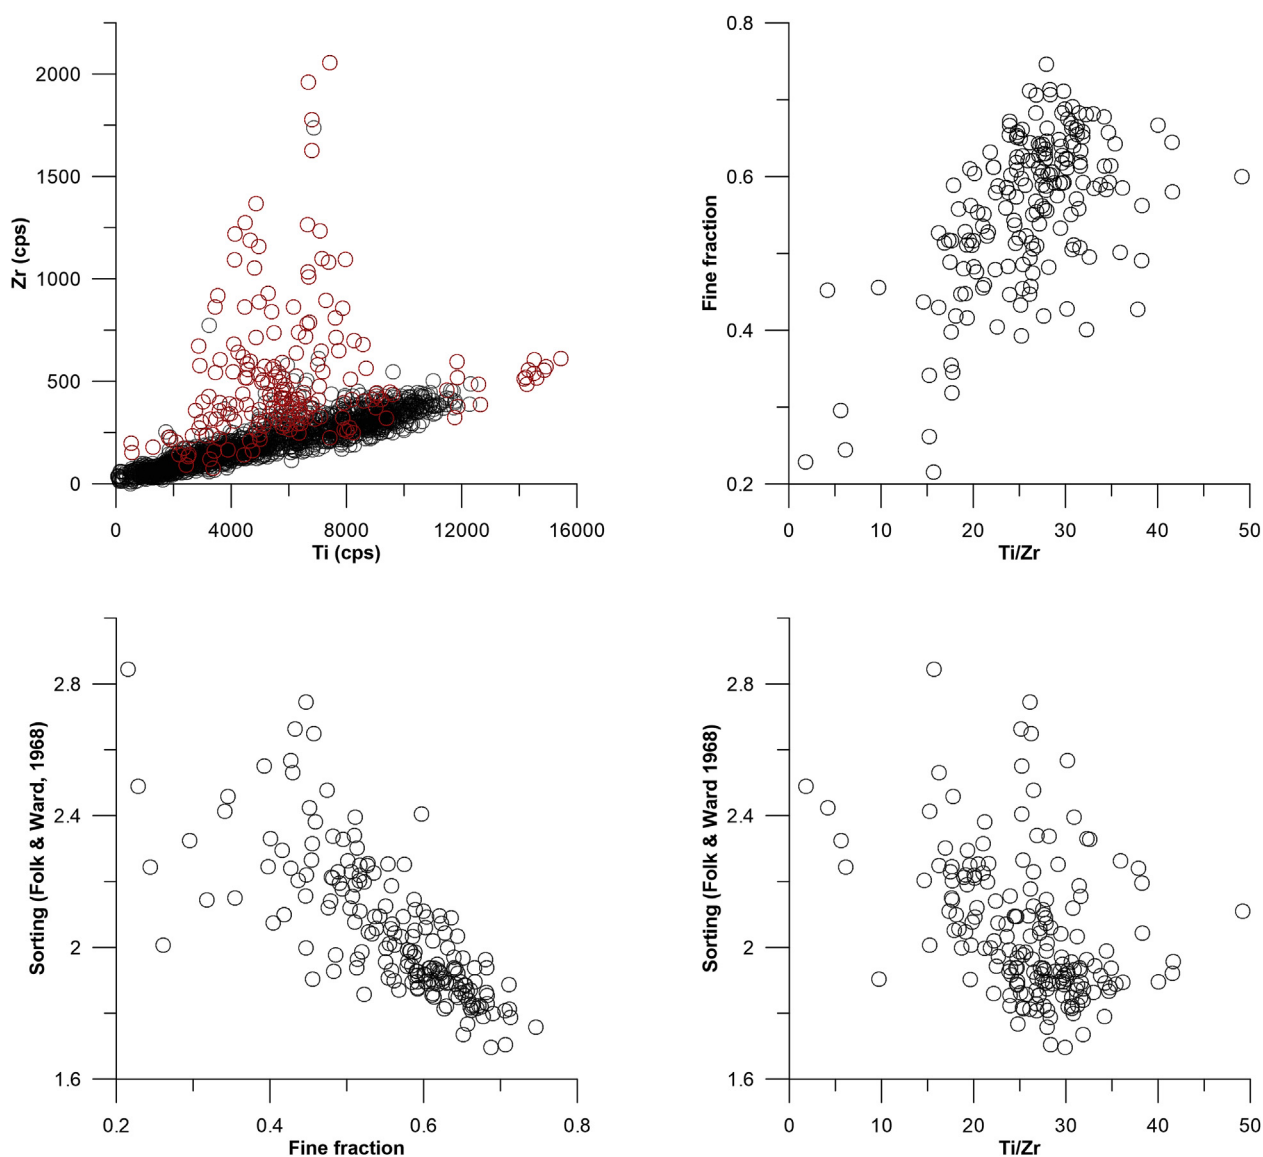 2000
1500
1000
500
0
Zr (cps)
0 4000 8000 12000 16000
Ti (cps)
0.8
0.6
0.4
0.2
Fine fraction
0 10 20 30 40 50
Ti/Zr
2.8
2.4
2
1.6
Sorting (Folk & Ward, 1968)
0.2 0.4 0.6 0.8
Fine fraction
2.8
2.4
2
1.6
Sorting (Folk & Ward 1968)
0 10 20 30 40 50
Ti/Zr